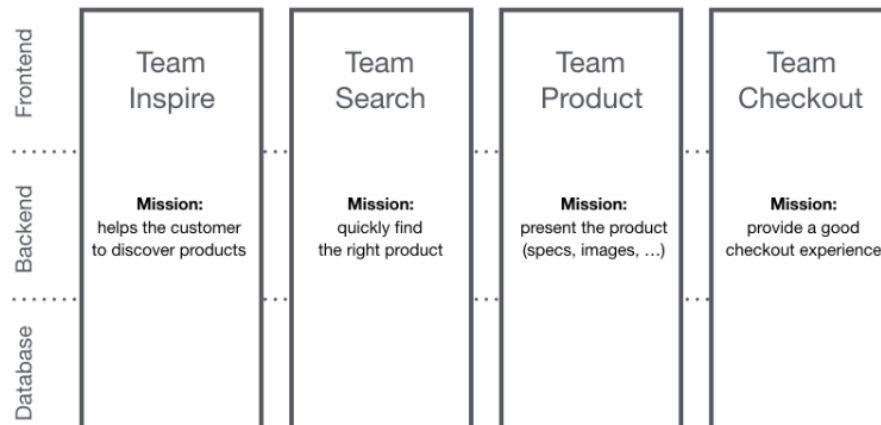 Frontend
Team
Inspire
Team
Search
Team
Product
Team
Checkout
Backend
Mission:
helps the customer
to discover products
Mission:
quickly find
the right product
Mission:
present the product
(specs, images, ...)
Mission:
provide a good
checkout experience
Database